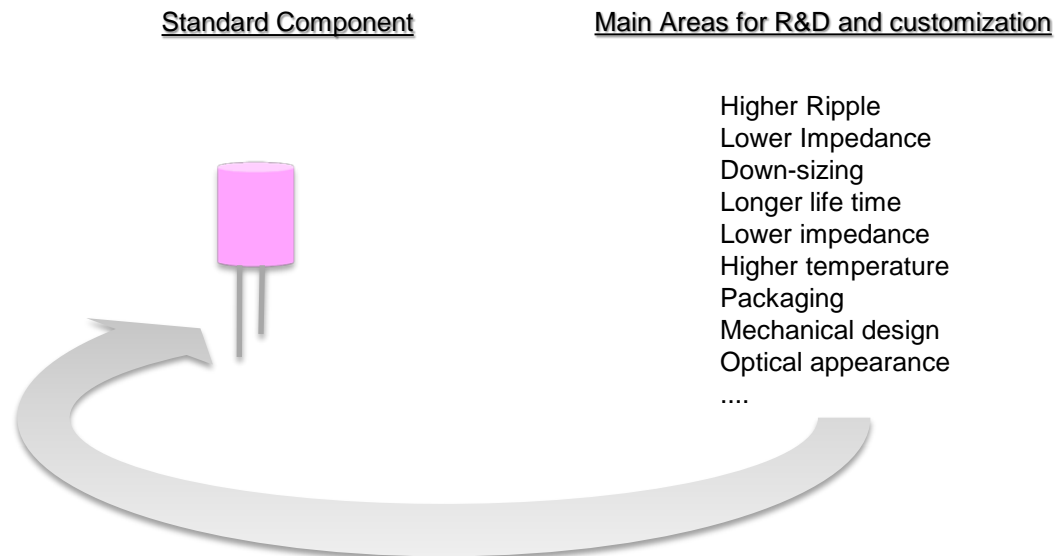 Standard Component
Main Areas for R&D and customization
Higher Ripple
Lower Impedance
Down-sizing
Longer life time
Lower impedance
Higher temperature
Packaging
Mechanical design
Optical appearance
....